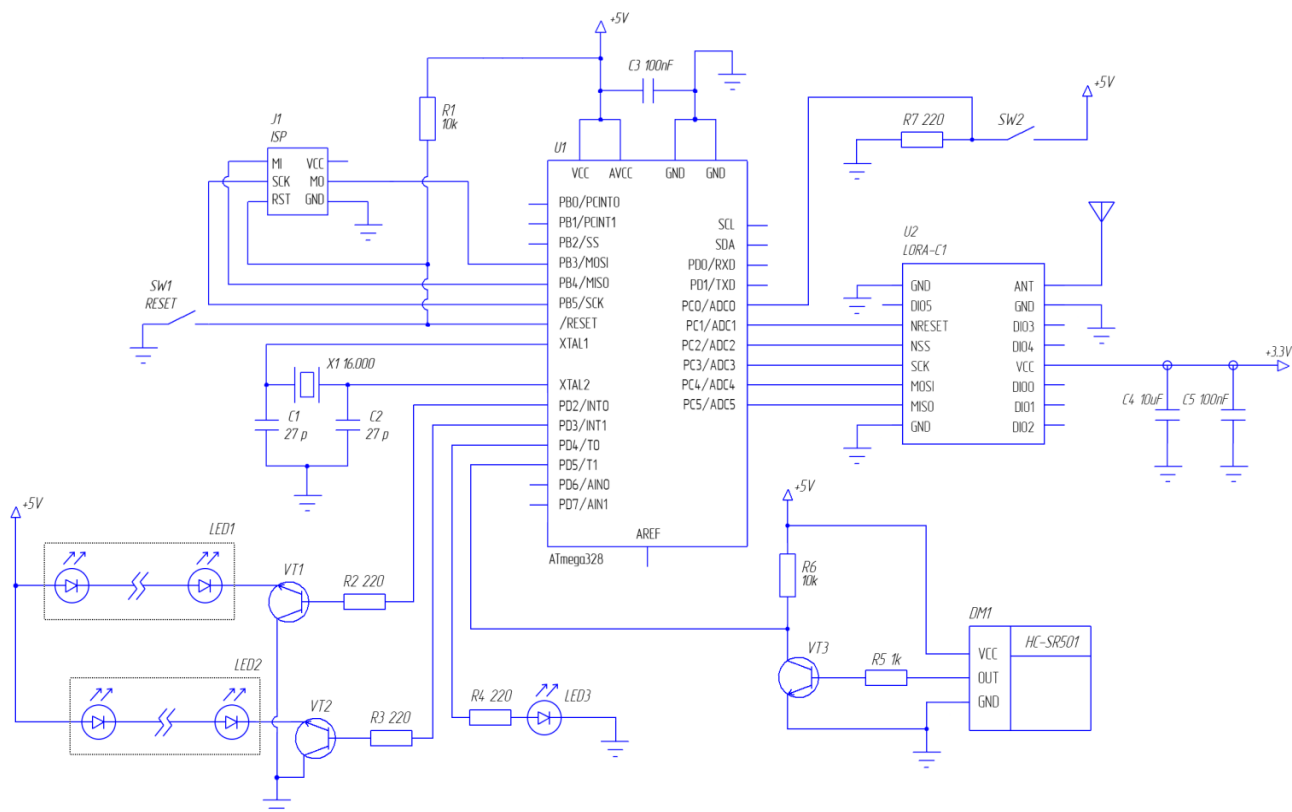 +5V
C3 100nF
R1
10k
J1
ISP
MI VCC
SCK MO
RST GND
SW1
RESET
U1
VCC AVCC GND GND
PB0/PCINT0
PB1/PCINT1
PB2/SS
PB3/MOSI
PB4/MISO
PB5/SCK
/RESET
XTAL1
XTAL2
PD2/INT0
PD3/INT1
PD4/T0
PD5/T1
PD6/AIN0
PD7/AIN1
SCL
SDA
PD0/RXD
PD1/TXD
PC0/ADC0
PC1/ADC1
PC2/ADC2
PC3/ADC3
PC4/ADC4
PC5/ADC5
AREF
ATmega328
R7 220
SW2
+5V
U2
LORA-C1
GND ANT
DIO5 GND
NRESET DIO3
NSS DIO4
SCK VCC
MOSI DIO0
MISO DIO1
GND DIO2
+3.3V
C4 10uF
C5 100nF
X1 16.000
C1
27 p
C2
27 p
+5V
LED1
VT1
R2 220
LED2
VT2
R3 220
R4 220
LED3
+5V
R6
10k
VT3
R5 1k
DM1
HC-SR501
VCC
OUT
GND